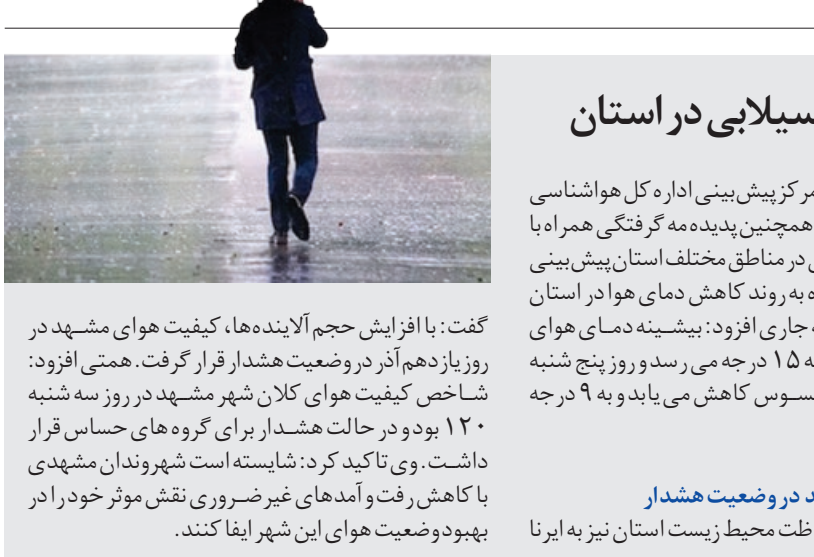 سیلابی در استان
مرکز پیش‌بینی اداره کل هواشناسی
همچنین پدیده مه گرفتگی همراه با
در مناطق مختلف استان پیش‌بینی
به روند کاهش دمای هوا در استان
جاری افزود: بیشینه دمای هوای
۱۵ درجه می رسد و روز پنج شنبه
کاهش می یابد و به ۹ درجه
در وضعیت هشدار
محیط زیست استان نیز به ایرنا
گفت: با افزایش حجم آلاینده‌ها، کیفیت هوای مشهد در
روز یازدهم آذر در وضعیت هشدار قرار گرفت. همتی افزود:
شاخص کیفیت هوای کلان شهر مشهد در روز سه شنبه
۱۲۰ بود و در حالت هشدار برای گروه های حساس قرار
داشت. وی تاکید کرد: شایسته است شهروندان مشهدی
با کاهش رفت و آمدهای غیر ضروری نقش موثر خود را در
بهبود وضعیت هوای این شهر ایفا کنند.